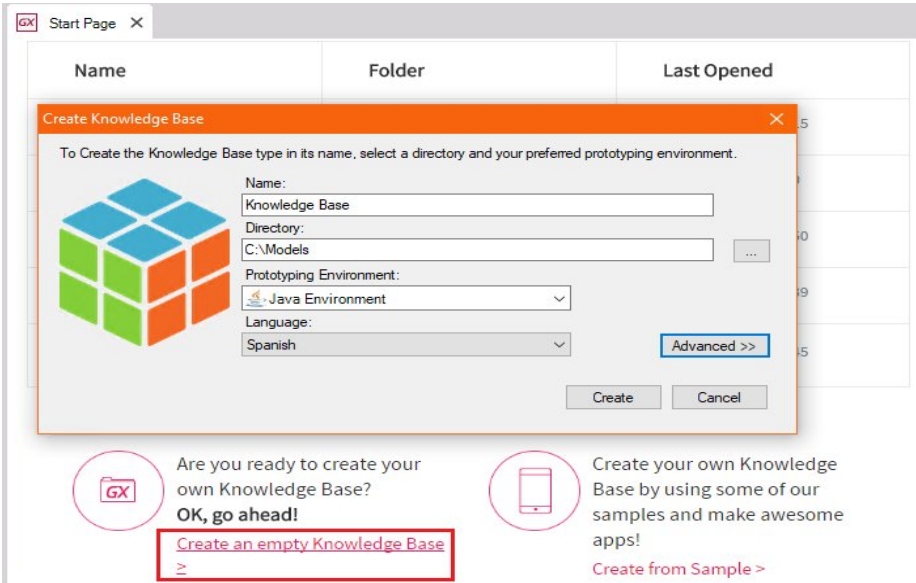 GX Start Page
Name Folder Last Opened
Create Knowledge Base
To Create the Knowledge Base type in its name, select a directory and your preferred prototyping environment.
Name:
Knowledge Base
Directory:
C:\Models
...
Prototyping Environment:
Java Environment
Language:
Spanish
Advanced >>
Create Cancel
Are you ready to create your
own Knowledge Base?
OK, go ahead!
Create an empty Knowledge Base
>
GX
Create your own Knowledge
Base by using some of our
samples and make awesome
apps!
Create from Sample >